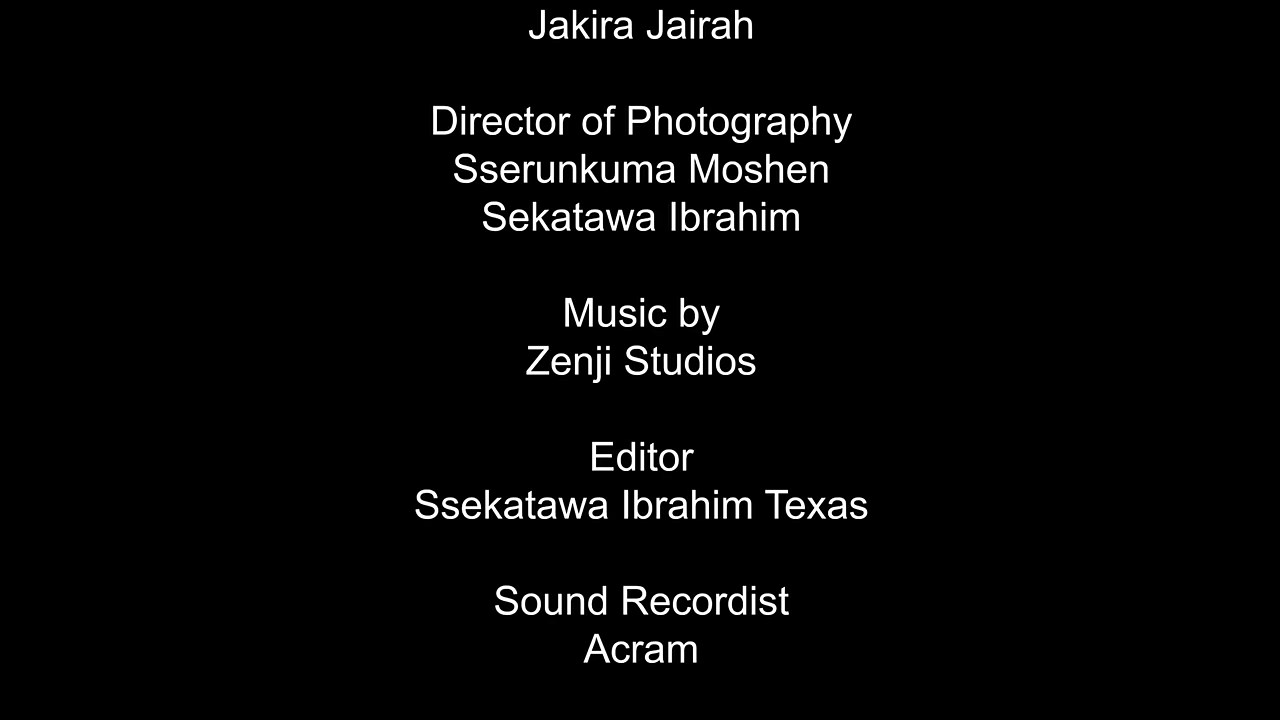 Jakira Jairah
Director of Photography
Sserunkuma Moshen
Sekatawa Ibrahim
Music by
Zenji Studios
Editor
Ssekatawa Ibrahim Texas
Sound Recordist
Acram